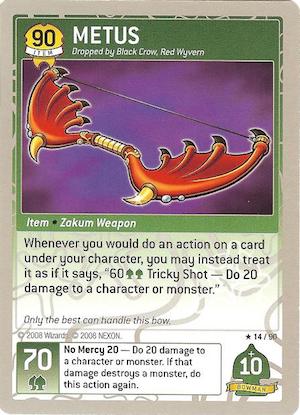 90
ITEM
METUS
Dropped by Black Crow, Red Wyvern
Item • Zakum Weapon
Whenever you would do an action on a card
under your character, you may instead treat
it as if it says, "60♠♠ Tricky Shot — Do 20
damage to a character or monster."
Only the best can handle this bow.
© 2008 Wizards. © 2008 NEXON.
★ 14/90
70
No Mercy 20 — Do 20 damage to
a character or monster. If that
damage destroys a monster, do
this action again.
10
BOWMAN